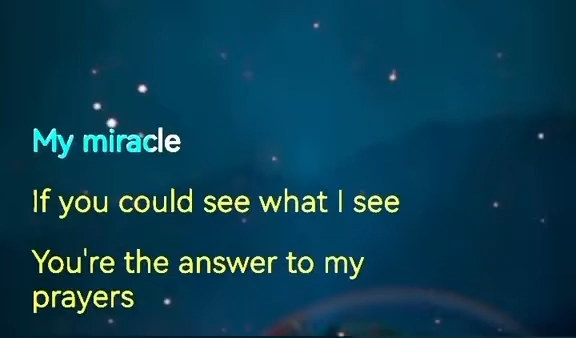 My miracle
If you could see what I see
You're the answer to my
prayers